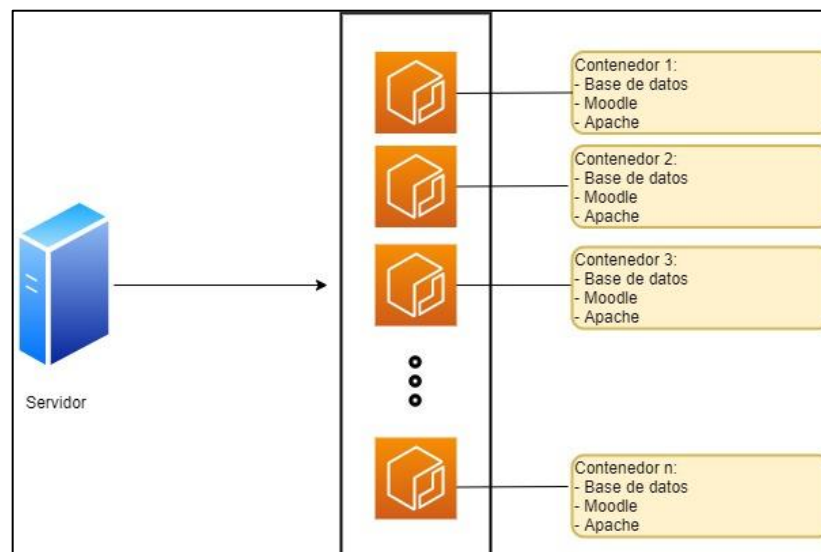 Contenedor 1:
- Base de datos
- Moodle
- Apache
Contenedor 2:
- Base de datos
- Moodle
- Apache
Contenedor 3:
- Base de datos
- Moodle
- Apache
Servidor
Contenedor n:
- Base de datos
- Moodle
- Apache